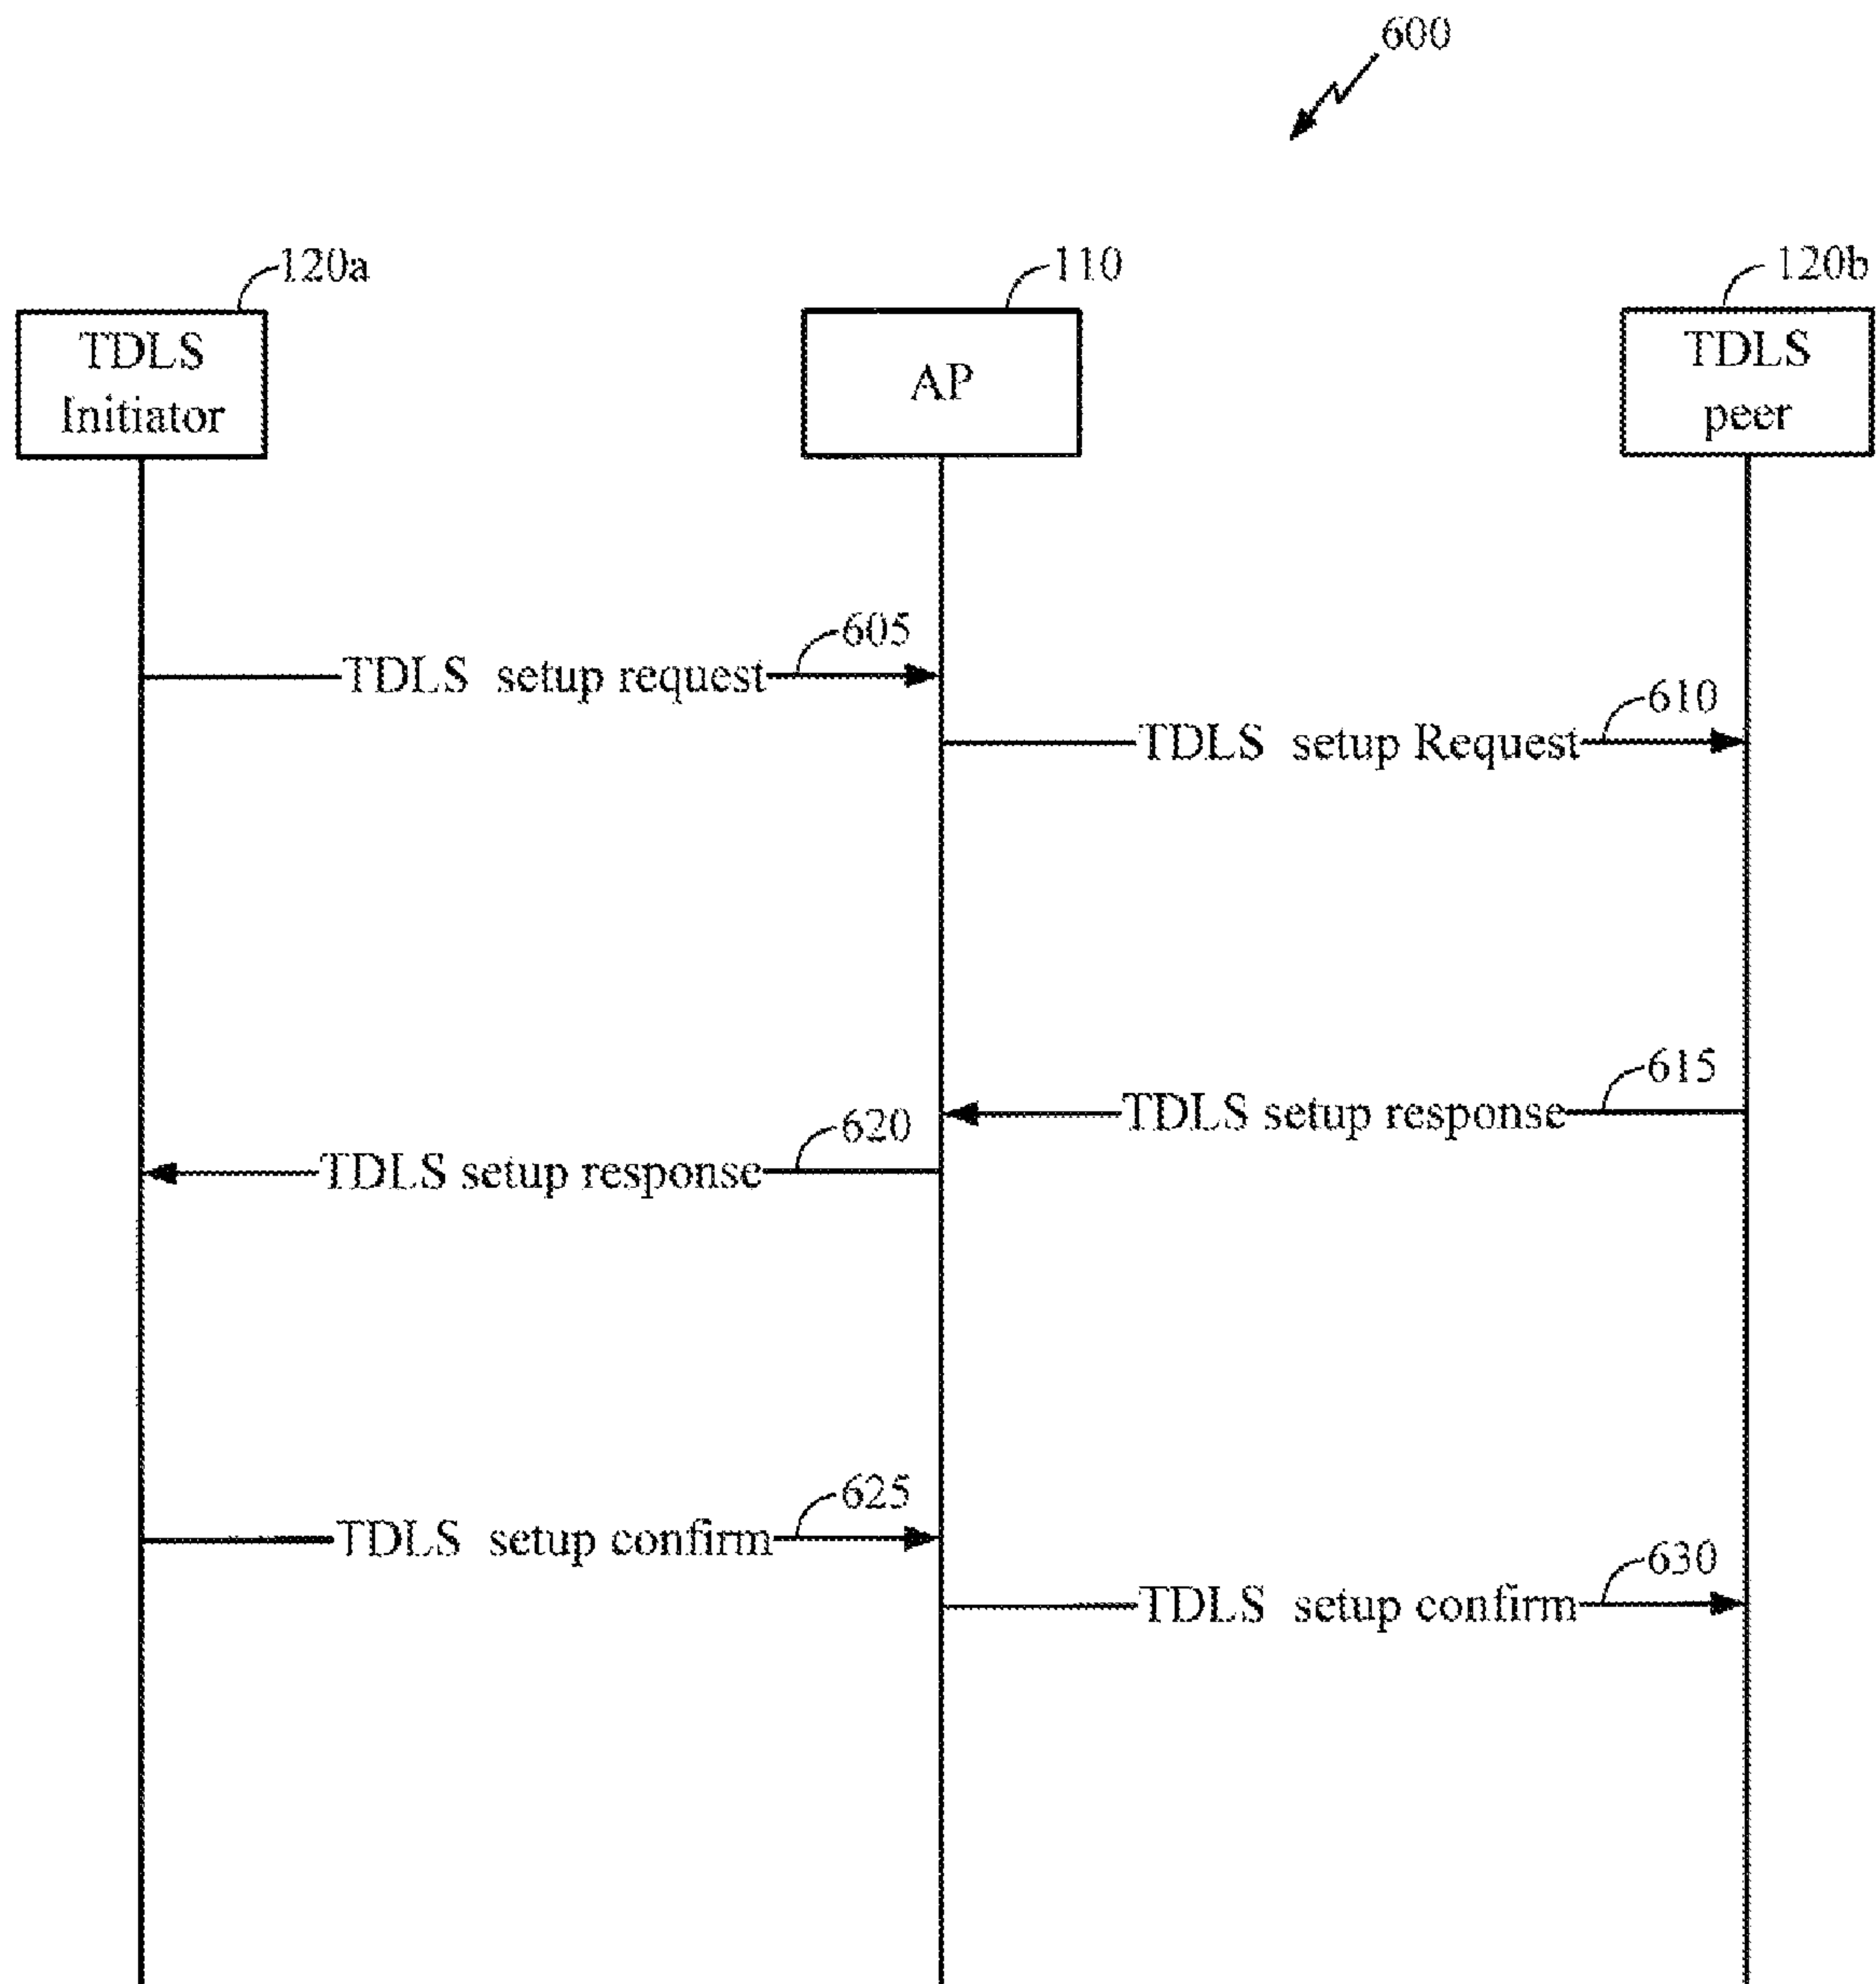 600
120a
110
120b
TDLS
Initiator
AP
TDLS
peer
605
TDLS setup request
610
TDLS setup Request
615
TDLS setup response
620
TDLS setup response
625
TDLS setup confirm
630
TDLS setup confirm